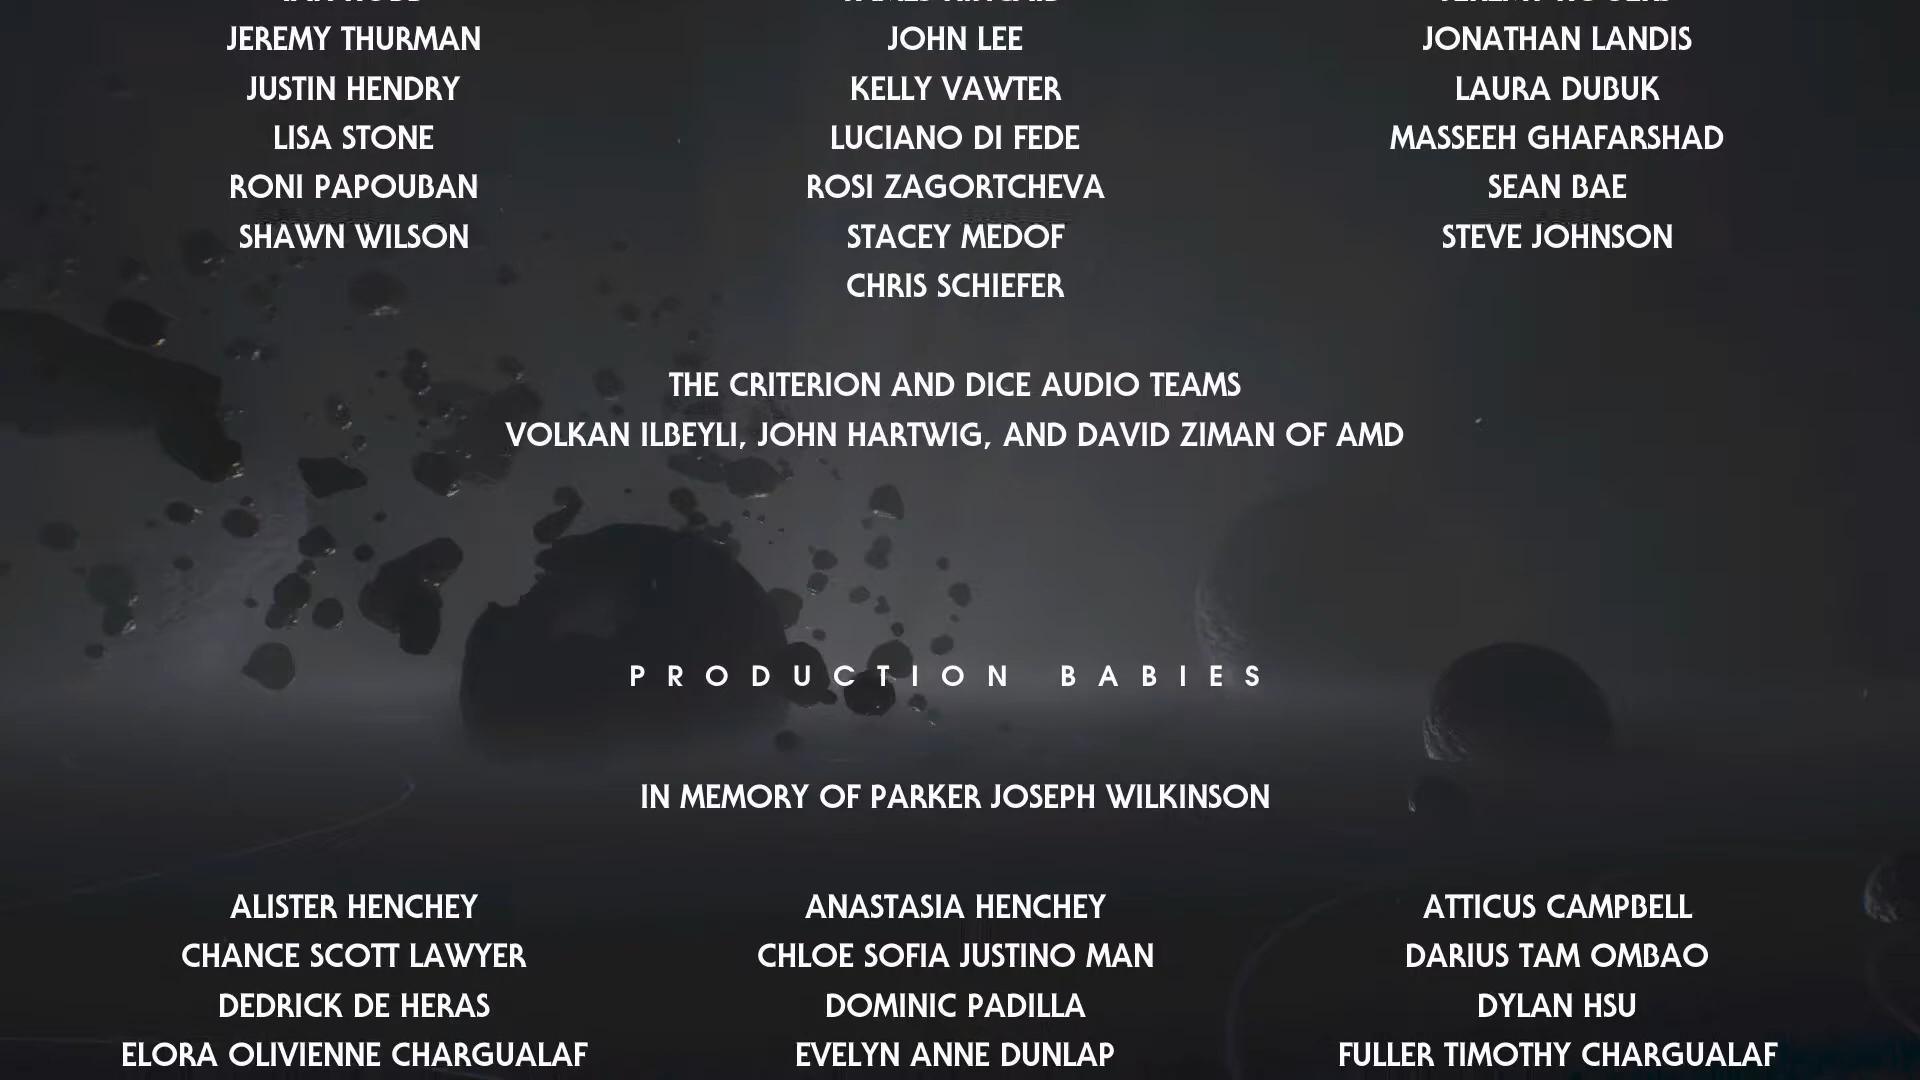 JEREMY THURMAN JOHN LEE JONATHAN LANDIS
JUSTIN HENDRY KELLY VAWTER LAURA DUBUK
LISA STONE LUCIANO DI FEDE MASSEEH GHAFARSHAD
RONI PAPOUBAN ROSI ZAGORTCHEVA SEAN BAE
SHAWN WILSON STACEY MEDOF STEVE JOHNSON
CHRIS SCHIEFER
THE CRITERION AND DICE AUDIO TEAMS
VOLKAN ILBEYLI, JOHN HARTWIG, AND DAVID ZIMAN OF AMD
PRODUCTION BABIES
IN MEMORY OF PARKER JOSEPH WILKINSON
ALISTER HENCHEY ANASTASIA HENCHEY ATTICUS CAMPBELL
CHANCE SCOTT LAWYER CHLOE SOFIA JUSTINO MAN DARIUS TAM OMBAO
DEDRICK DE HERAS DOMINIC PADILLA DYLAN HSU
ELORA OLIVIENNE CHARGUALAF EVELYN ANNE DUNLAP FULLER TIMOTHY CHARGUALAF